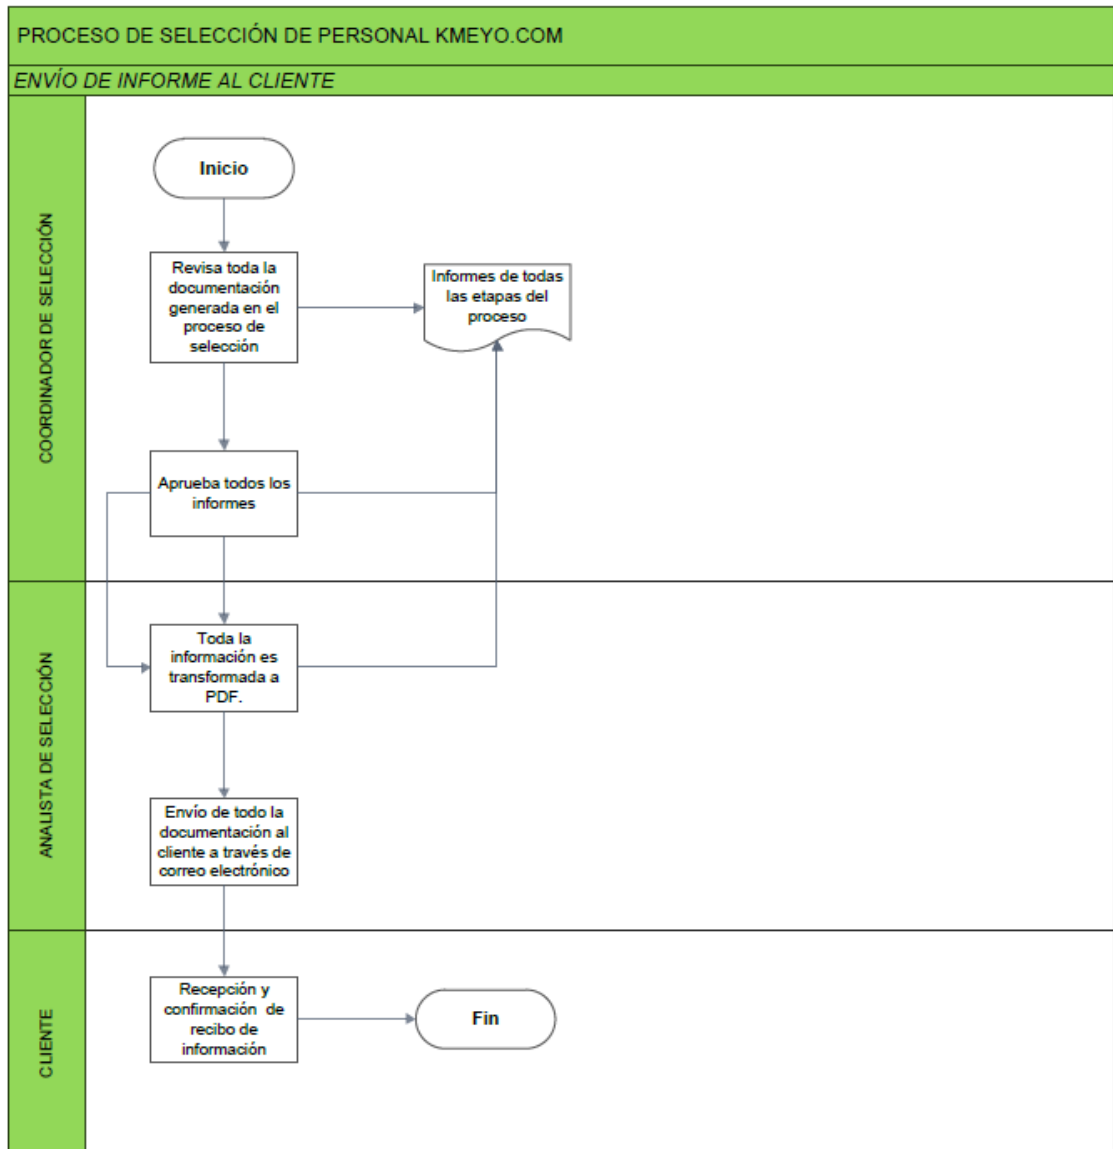 PROCESO DE SELECCIÓN DE PERSONAL KMEYO.COM
ENVÍO DE INFORME AL CLIENTE
COORDINADOR DE SELECCIÓN
Inicio
Revisa toda la
documentación
generada en el
proceso de
selección
Informes de todas
las etapas del
proceso
Aprueba todos los
informes
ANALISTA DE SELECCIÓN
Toda la
información es
transformada a
PDF.
Envío de todo la
documentación al
cliente a través de
correo electrónico
CLIENTE
Recepción y
confirmación de
recibo de
información
Fin